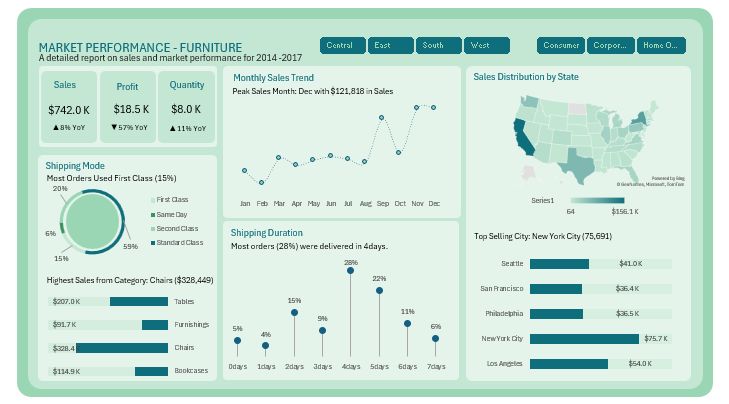 MARKET PERFORMANCE - FURNITURE
A detailed report on sales and market performance for 2014 -2017
Central
East
South
West
Consumer
Corpor...
Home O...
Sales
$742.0 K
▲8% YoY
Profit
$18.5 K
▼57% YoY
Quantity
$8.0 K
▲11% YoY
Shipping Mode
Most Orders Used First Class (15%)
20%
6%
15%
59%
First Class
Same Day
Second Class
Standard Class
Highest Sales from Category: Chairs ($328,449)
$207.0 K Tables
$91.7 K Furnishings
$328.4 Chairs
$114.9 K Bookcases
Monthly Sales Trend
Peak Sales Month: Dec with $121,818 in Sales
Jan Feb Mar Apr May Jun Jul Aug Sep Oct Nov Dec
Shipping Duration
Most orders (28%) were delivered in 4days.
5% 4% 15% 9% 28% 22% 11% 6%
0days 1days 2days 3days 4days 5days 6days 7days
Sales Distribution by State
Powered by Bing
© GeoNames, Microsoft, TomTom
Series1
64 $156.1 K
Top Selling City: New York City (75,691)
Seattle $41.0 K
San Francisco $36.4 K
Philadelphia $36.5 K
New York City $75.7 K
Los Angeles $54.0 K